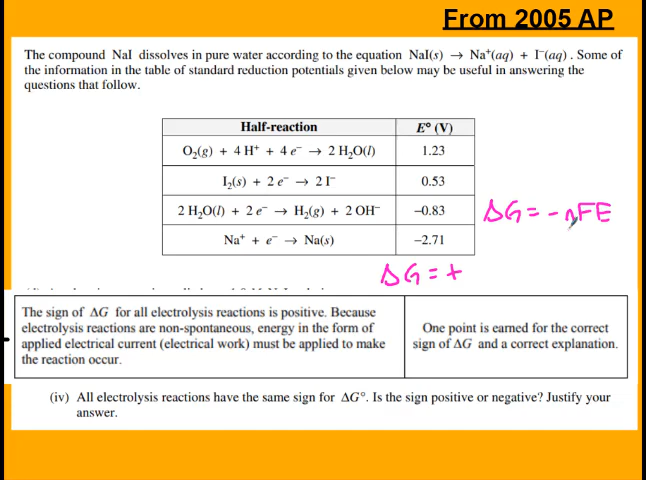 From 2005 AP
The compound NaI dissolves in pure water according to the equation NaI(s) → Na⁺(aq) + I⁻(aq) . Some of
the information in the table of standard reduction potentials given below may be useful in answering the
questions that follow.
Half-reaction E° (V)
O₂(g) + 4 H⁺ + 4 e⁻ → 2 H₂O(l) 1.23
I₂(s) + 2 e⁻ → 2 I⁻ 0.53
2 H₂O(l) + 2 e⁻ → H₂(g) + 2 OH⁻ −0.83
ΔG = - nFE
Na⁺ + e⁻ → Na(s) −2.71
ΔG = +
The sign of ΔG for all electrolysis reactions is positive. Because
electrolysis reactions are non-spontaneous, energy in the form of
applied electrical current (electrical work) must be applied to make
the reaction occur.
One point is earned for the correct
sign of ΔG and a correct explanation.
(iv) All electrolysis reactions have the same sign for ΔG°. Is the sign positive or negative? Justify your
answer.